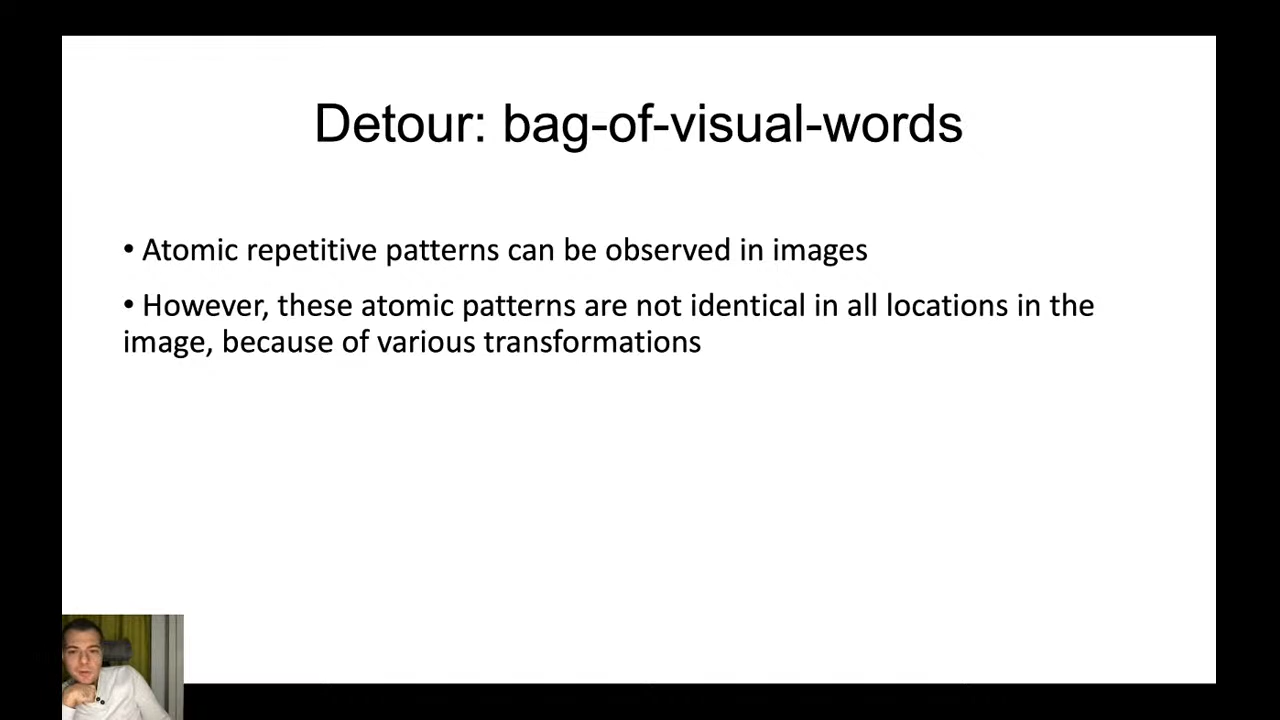 Detour: bag-of-visual-words
• Atomic repetitive patterns can be observed in images
• However, these atomic patterns are not identical in all locations in the
image, because of various transformations